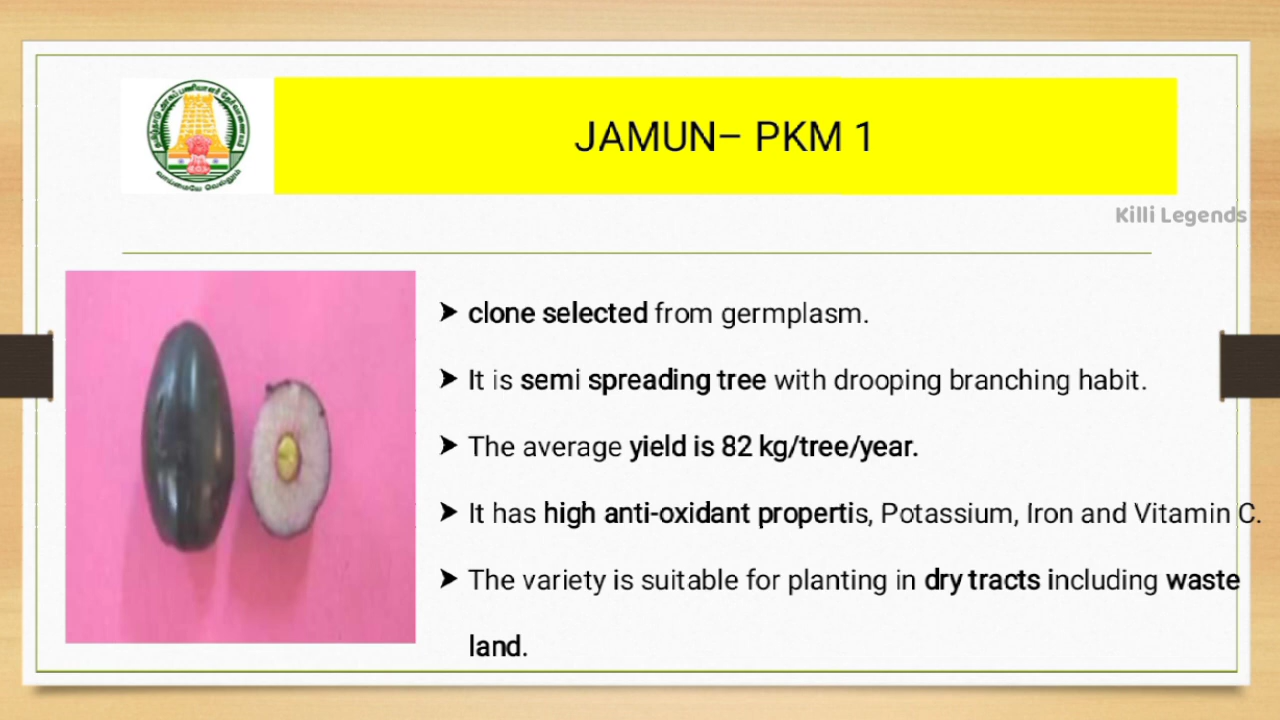 JAMUN– PKM 1
Killi Legends
clone selected from germplasm.
It is semi spreading tree with drooping branching habit.
The average yield is 82 kg/tree/year.
It has high anti-oxidant propertis, Potassium, Iron and Vitamin C.
The variety is suitable for planting in dry tracts including waste
land.